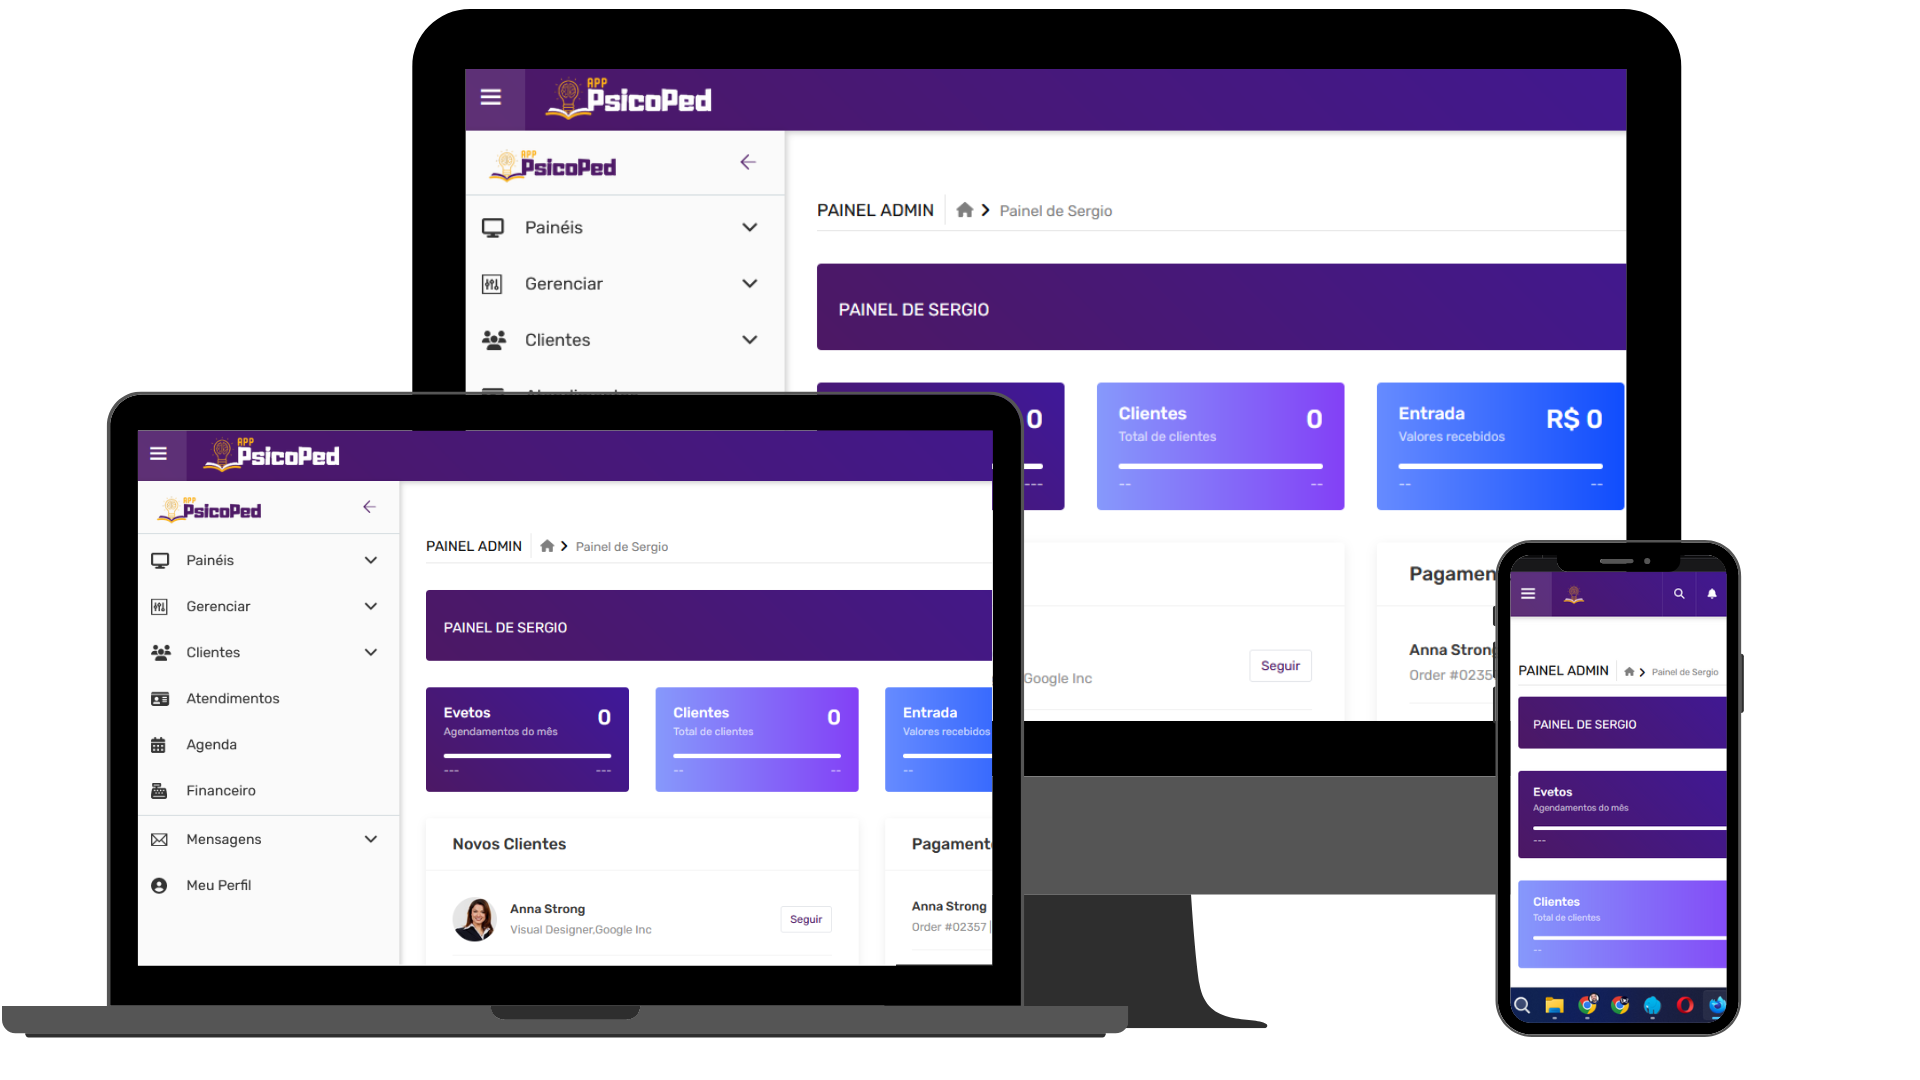 APP
PsicoPed
APP
PsicoPed
Painéis
Gerenciar
Clientes
PAINEL ADMIN
Painel de Sergio
PAINEL DE SERGIO
0
---
Clientes 0
Total de clientes
-- --
Entrada R$ 0
Valores recebidos
-- --
Google Inc
Seguir
Pagamen
Anna Strong
Order #0235
APP
PsicoPed
APP
PsicoPed
Painéis
Gerenciar
Clientes
Atendimentos
Agenda
Financeiro
Mensagens
Meu Perfil
PAINEL ADMIN
Painel de Sergio
PAINEL DE SERGIO
Evetos 0
Agendamentos do mês
--- ---
Clientes 0
Total de clientes
-- --
Entrada
Valores recebidos
--
Novos Clientes
Anna Strong
Visual Designer,Google Inc
Seguir
Pagament
Anna Strong
Order #02357 |
PAINEL ADMIN
Painel de Sergio
PAINEL DE SERGIO
Evetos
Agendamentos do mês
---
Clientes
Total de clientes
--